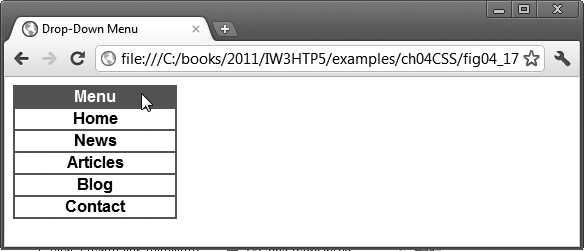 Drop-Down Menu
file:///C:/books/2011/IW3HTP5/examples/ch04CSS/fig04_17
Menu
Home
News
Articles
Blog
Contact